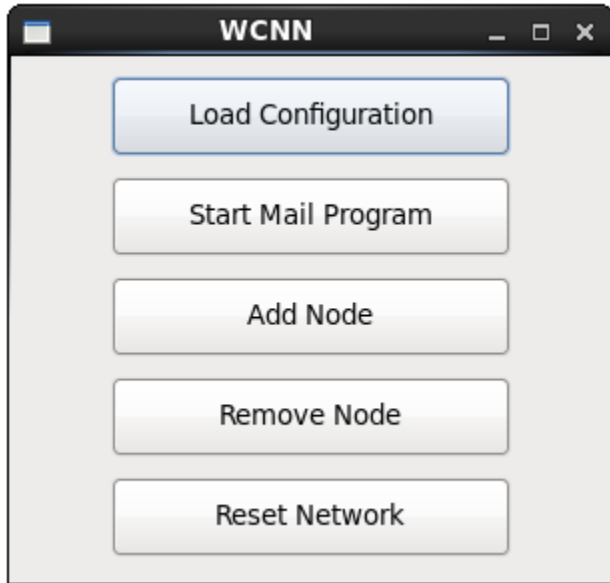 WCNN
Load Configuration
Start Mail Program
Add Node
Remove Node
Reset Network